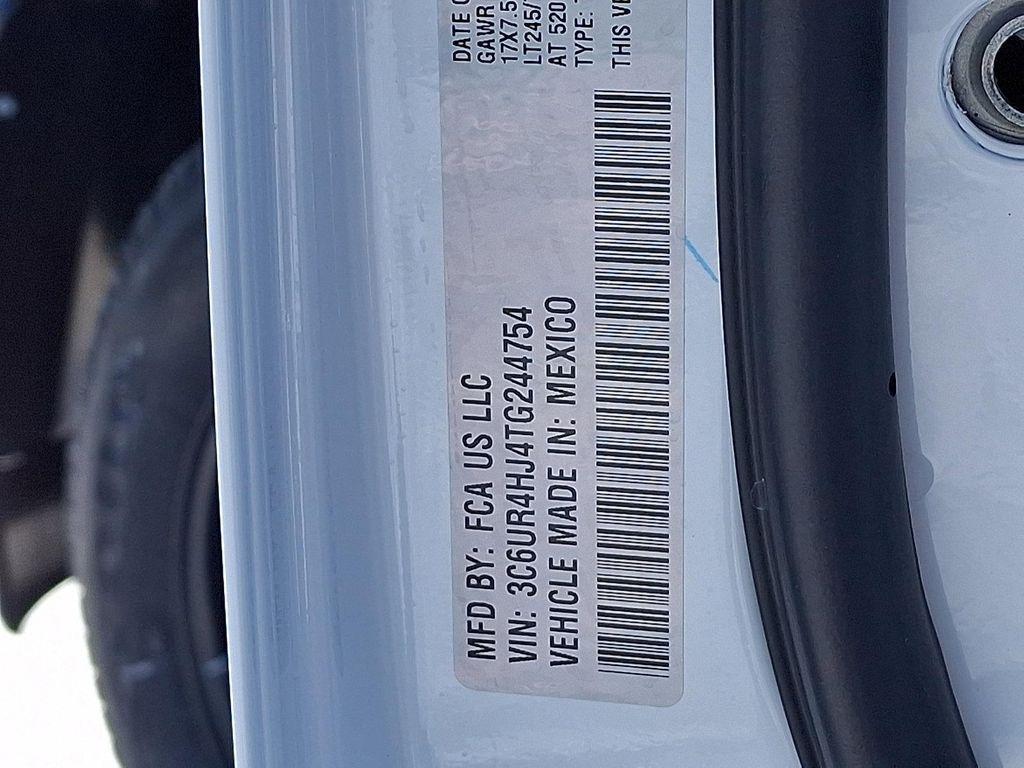 MFD BY: FCA US LLC
VIN: 3C6UR4HJ4TG244754
VEHICLE MADE IN: MEXICO
DATE O
GAWR
17X7.5
LT245/
AT 520
TYPE:
THIS VE